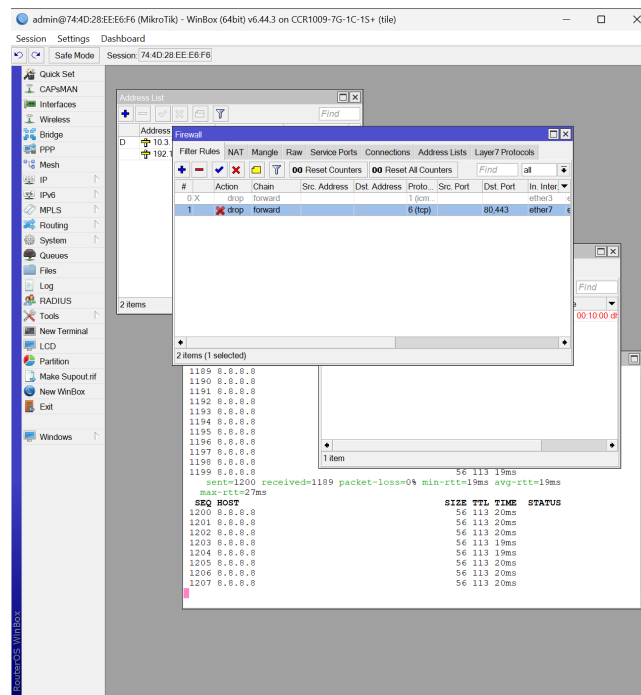 admin@74:4D:28:EE:E6:F6 (MikroTik) - WinBox (64bit) v6.44.3 on CCR1009-7G-1C-1S+ (tile)
Session Settings Dashboard
Safe Mode Session: 74:4D:28:EE:E6:F6
Quick Set
CAPsMAN
Interfaces
Wireless
Bridge
PPP
Mesh
IP
IPv6
MPLS
Routing
System
Queues
Files
Log
RADIUS
Tools
New Terminal
LCD
Partition
Make Supout.rif
New WinBox
Exit
Windows
RouterOS WinBox
Address List
Find
Address
D 10.3.
192.1
2 items
Firewall
Filter Rules NAT Mangle Raw Service Ports Connections Address Lists Layer7 Protocols
00 Reset Counters 00 Reset All Counters Find all
# Action Chain Src. Address Dst. Address Proto... Src. Port Dst. Port In. Inter.
0 X drop forward 1 (icm... ether3 e
1 drop forward 6 (tcp) 80,443 ether7 e
2 items (1 selected)
Find
00:10:00
1 item
1189 8.8.8.8
1190 8.8.8.8
1191 8.8.8.8
1192 8.8.8.8
1193 8.8.8.8
1194 8.8.8.8
1195 8.8.8.8
1196 8.8.8.8
1197 8.8.8.8
1198 8.8.8.8
1199 8.8.8.8 56 113 19ms
sent=1200 received=1189 packet-loss=0% min-rtt=19ms avg-rtt=19ms
max-rtt=27ms
SEQ HOST SIZE TTL TIME STATUS
1200 8.8.8.8 56 113 20ms
1201 8.8.8.8 56 113 20ms
1202 8.8.8.8 56 113 20ms
1203 8.8.8.8 56 113 19ms
1204 8.8.8.8 56 113 19ms
1205 8.8.8.8 56 113 20ms
1206 8.8.8.8 56 113 20ms
1207 8.8.8.8 56 113 20ms